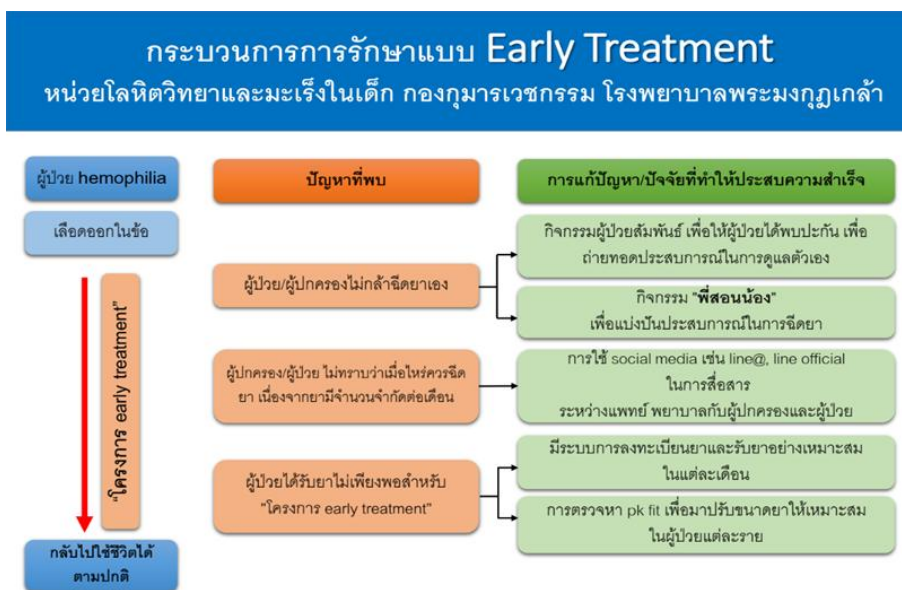 กระบวนการการรักษาแบบ Early Treatment
หน่วยโลหิตวิทยาและมะเร็งในเด็ก กองกุมารเวชกรรม โรงพยาบาลพระมงกุฎเกล้า
ผู้ป่วย hemophilia
เลือดออกในข้อ
"โครงการ early treatment"
กลับไปใช้ชีวิตได้
ตามปกติ
ปัญหาที่พบ
ผู้ป่วย/ผู้ปกครองไม่กล้าฉีดยาเอง
ผู้ปกครอง/ผู้ป่วย ไม่ทราบว่าเมื่อไหร่ควรฉีด
ยา เนื่องจากยามีจำนวนจำกัดต่อเดือน
ผู้ป่วยได้รับยาไม่เพียงพอสำหรับ
"โครงการ early treatment"
การแก้ปัญหา/ปัจจัยที่ทำให้ประสบความสำเร็จ
กิจกรรมผู้ป่วยสัมพันธ์ เพื่อให้ผู้ป่วยได้พบปะกัน เพื่อ
ถ่ายทอดประสบการณ์ในการดูแลตัวเอง
กิจกรรม "พี่สอนน้อง"
เพื่อแบ่งปันประสบการณ์ในการฉีดยา
การใช้ social media เช่น line@, line official
ในการสื่อสาร
ระหว่างแพทย์ พยาบาลกับผู้ปกครองและผู้ป่วย
มีระบบการลงทะเบียนยาและรับยาอย่างเหมาะสม
ในแต่ละเดือน
การตรวจหา pk fit เพื่อมาปรับขนาดยาให้เหมาะสม
ในผู้ป่วยแต่ละราย